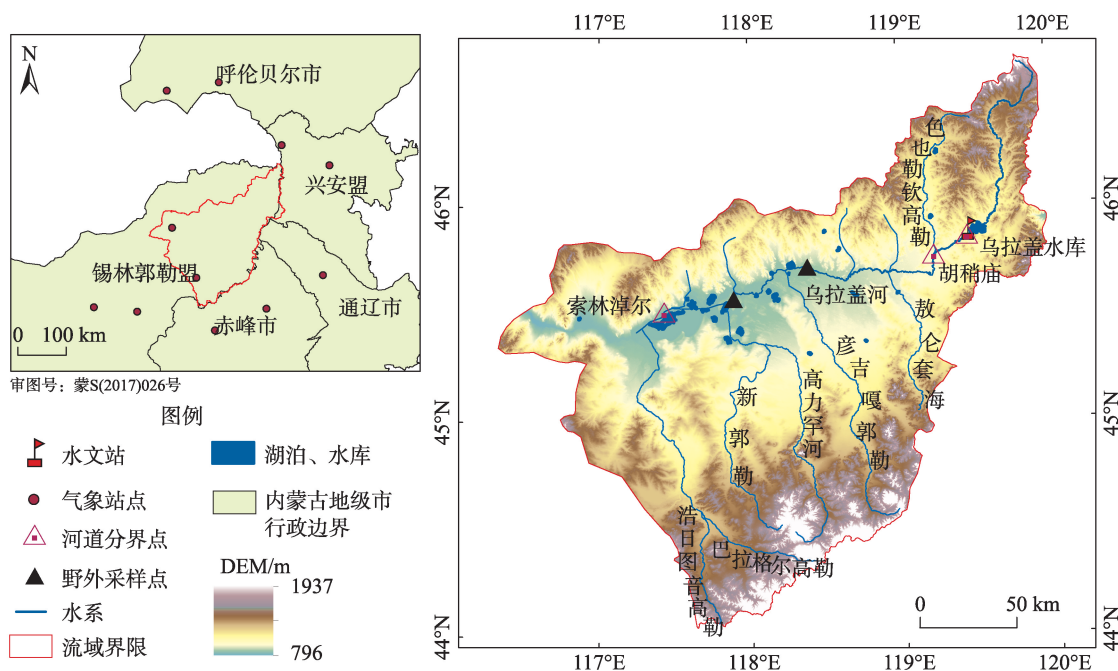 N
呼伦贝尔市
兴安盟
锡林郭勒盟
通辽市
赤峰市
0 100 km
审图号：蒙S(2017)026号
图例
水文站
气象站点
河道分界点
野外采样点
水系
流域界限
湖泊、水库
内蒙古地级市
行政边界
DEM/m
1937
796
117°E 118°E 119°E 120°E
46°N
45°N
44°N
46°N
45°N
44°N
117°E 118°E 119°E 120°E
色也勒钦高勒
乌拉盖水库
胡稍庙
乌拉盖河
索林淖尔
敖仑套海
彦吉嘎郭勒
高力罕河
新郭勒
浩日图音高勒
巴拉格尔高勒
0 50 km